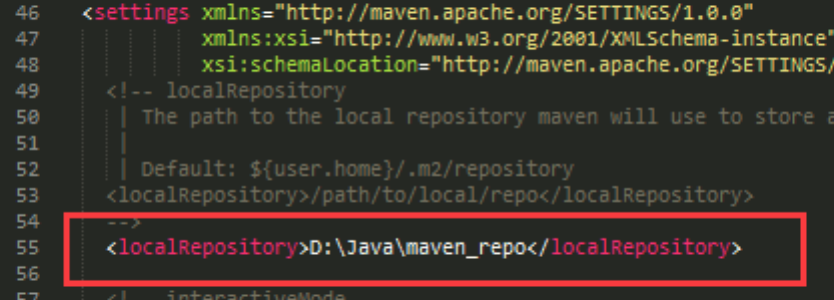 46 <settings xmlns="http://maven.apache.org/SETTINGS/1.0.0"
47 xmlns:xsi="http://www.w3.org/2001/XMLSchema-instance"
48 xsi:schemaLocation="http://maven.apache.org/SETTINGS/
49 <!-- localRepository
50 | The path to the local repository maven will use to store a
51 |
52 | Default: ${user.home}/.m2/repository
53 <localRepository>/path/to/local/repo</localRepository>
54 -->
55 <localRepository>D:\Java\maven_repo</localRepository>
56
57 <!-- interactiveMode